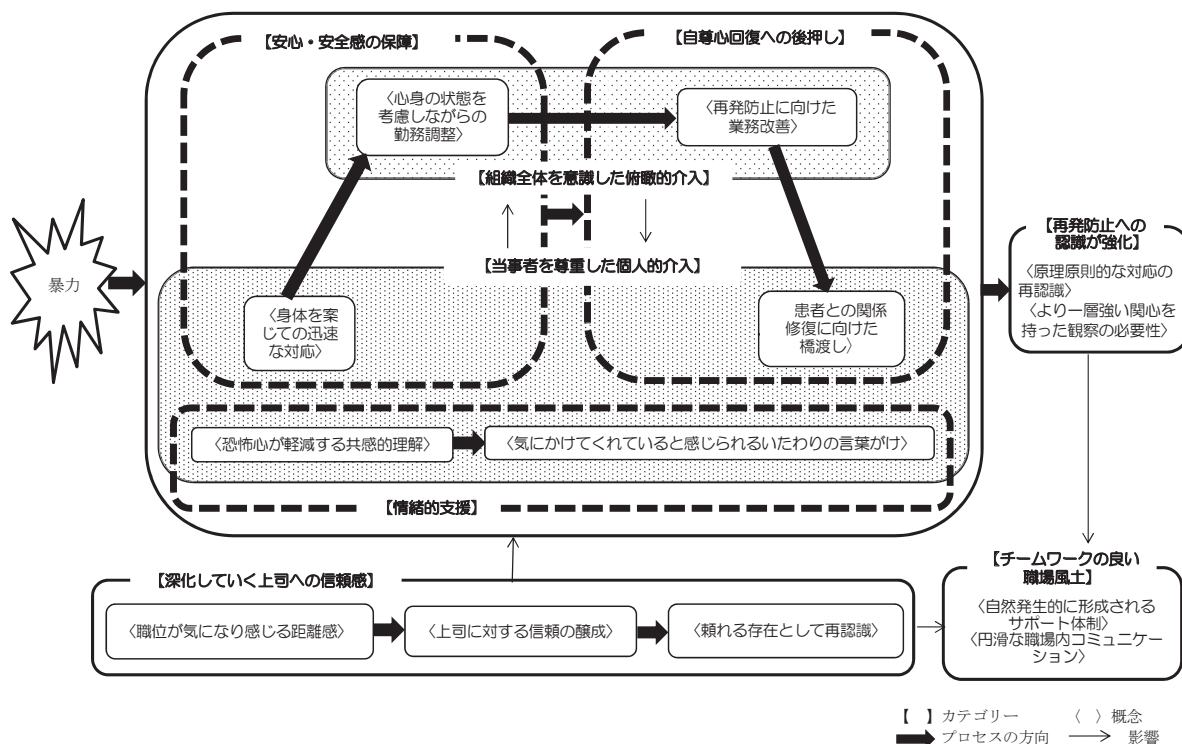 【安心・安全感の保障】
【自尊心回復への後押し】
〈心身の状態を
考慮しながらの
勤務調整〉
〈再発防止に向けた
業務改善〉
【組織全体を意識した俯瞰的介入】
【当事者を尊重した個人的介入】
暴力
〈身体を案
じての迅速
な対応〉
患者との関係
修復に向けた
橋渡し〉
〈恐怖心が軽減する共感的理解〉
〈気にかけてくれていると感じられるいたわりの言葉がけ〉
【情緒的支援】
【再発防止への
認識が強化】
〈原理原則的な対応の
再認識〉
〈より一層強い関心を
持った観察の必要性〉
【深化していく上司への信頼感】
〈職位が気になり感じる距離感〉
〈上司に対する信頼の醸成〉
〈頼れる存在として再認識〉
【チームワークの良い
職場風土】
〈自然発生的に形成される
サポート体制〉
〈円滑な職場内コミュニケー
ション〉
【 】カテゴリー 〈 〉概念
プロセスの方向 影響